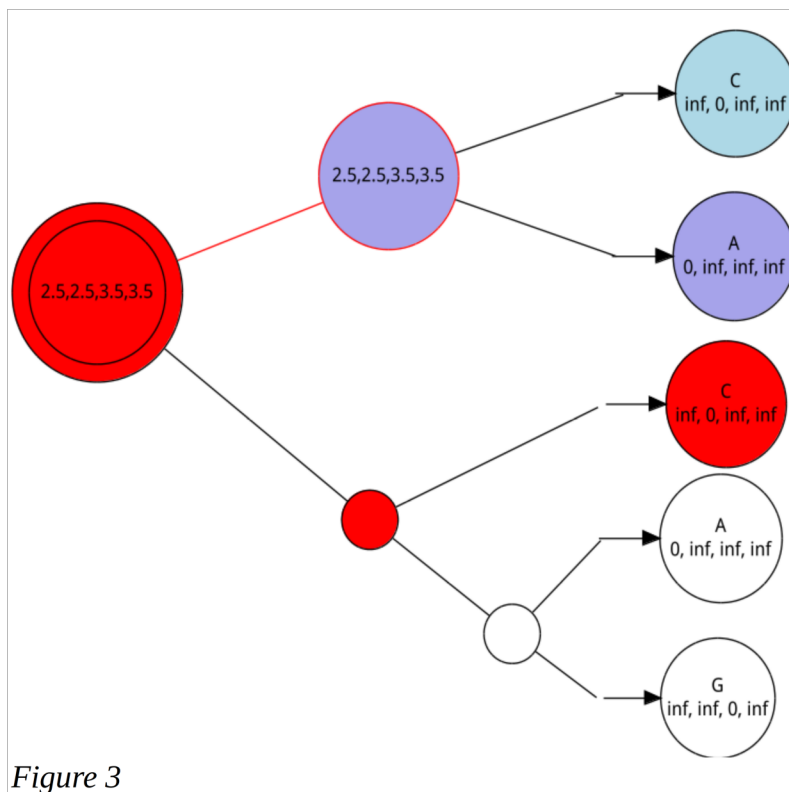 C
inf, 0, inf, inf
2.5,2.5,3.5,3.5
A
0, inf, inf, inf
2.5,2.5,3.5,3.5
C
inf, 0, inf, inf
A
0, inf, inf, inf
G
inf, inf, 0, inf
Figure 3